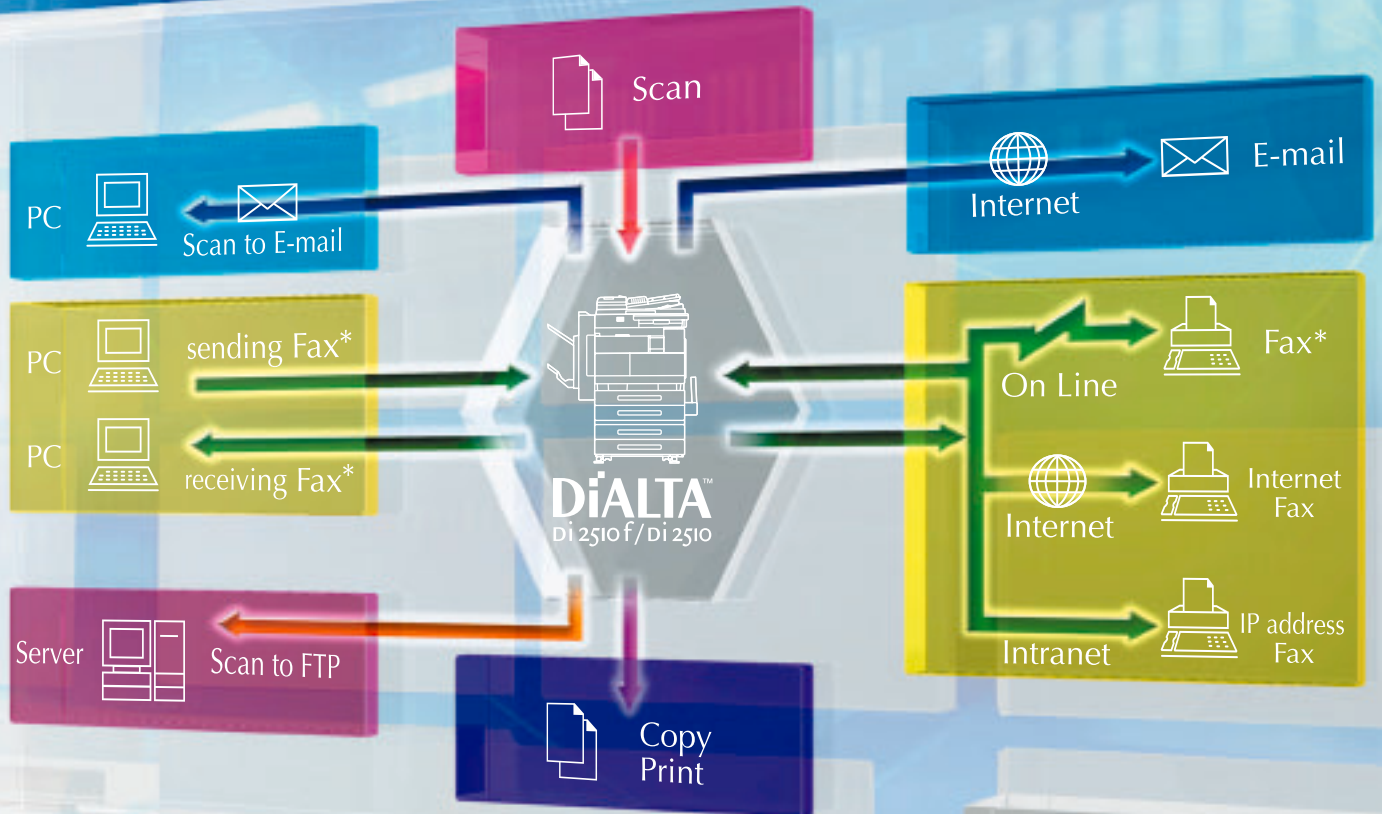 Scan
PC
Scan to E-mail
Internet
E-mail
PC
sending Fax*
PC
receiving Fax*
On Line
Fax*
Internet
Internet
Fax
Intranet
IP address
Fax
DiALTA™
Di 2510f/Di 2510
Server
Scan to FTP
Copy
Print